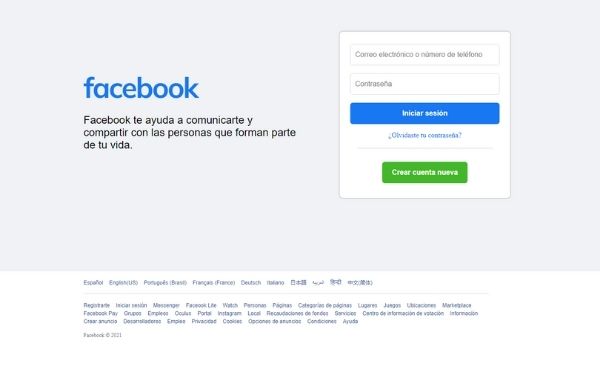 facebook
Facebook te ayuda a comunicarte y
compartir con las personas que forman parte
de tu vida.
Correo electrónico o número de teléfono
Contraseña
Iniciar sesión
¿Olvidaste tu contraseña?
Crear cuenta nueva
Español English(US) Português (Brasil) Français (France) Deutsch Italiano 日本語 العربية हिन्दी 中文(简体)
Registrarte Iniciar sesión Messenger Facebook Lite Watch Personas Páginas Categorías de páginas Lugares Juegos Ubicaciones Marketplace
Facebook Pay Grupos Empleos Oculus Portal Instagram Local Recaudaciones de fondos Servicios Centro de información de votación Información
Crear anuncio Desarrolladores Empleo Privacidad Cookies Opciones de anuncios Condiciones Ayuda
Facebook © 2021